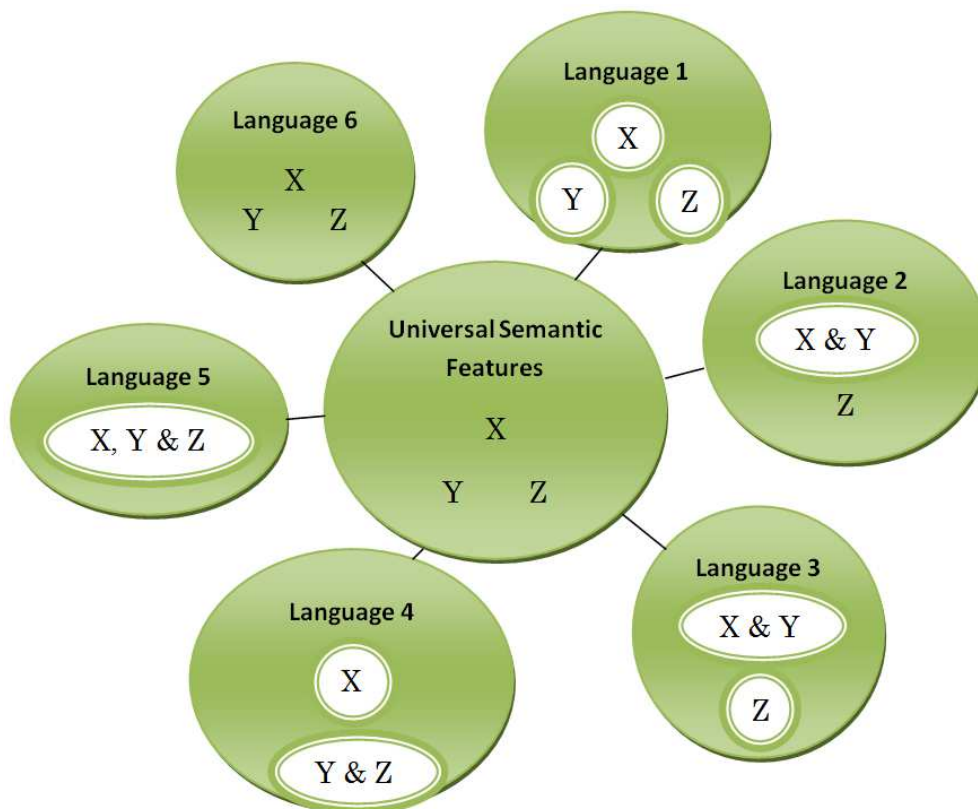 Language 1
X
Y Z
Language 2
X & Y
Z
Language 3
X & Y
Z
Language 4
X
Y & Z
Language 5
X, Y & Z
Language 6
X
Y Z
Universal Semantic
Features
X
Y Z